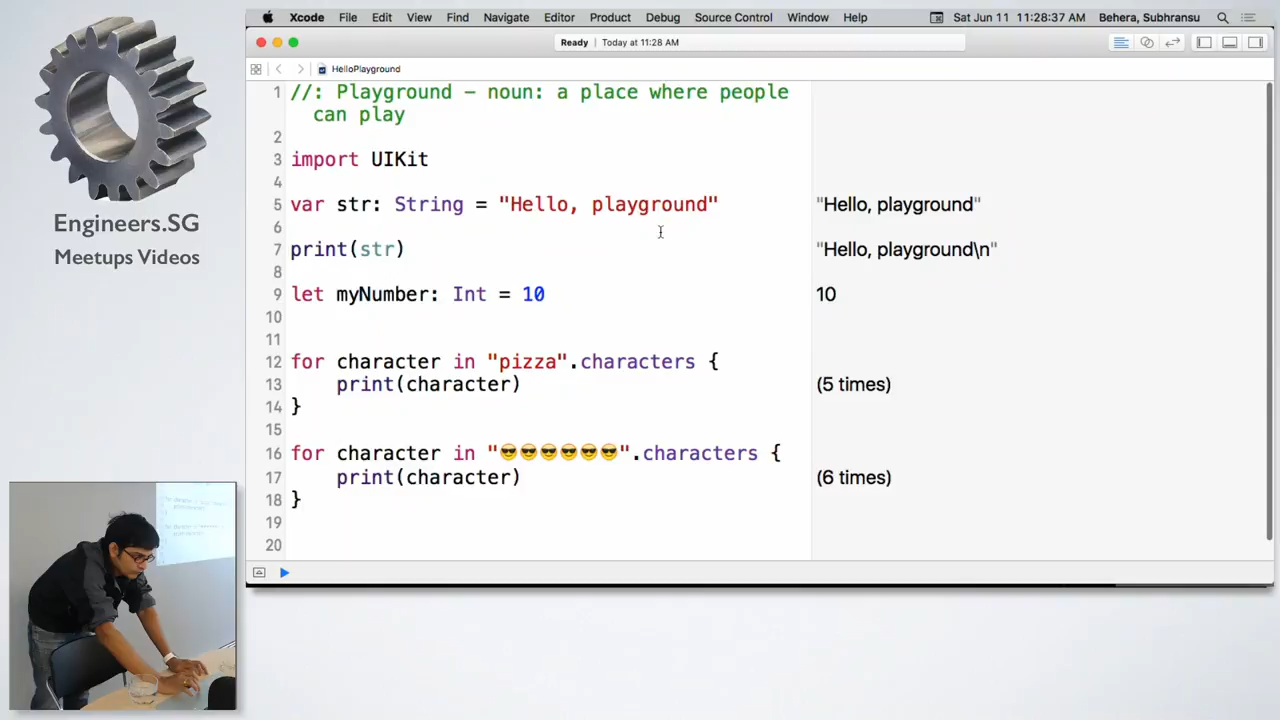 Xcode File Edit View Find Navigate Editor Product Debug Source Control Window Help Sat Jun 11 11:28:37 AM Behera, Subhransu
Ready | Today at 11:28 AM
HelloPlayground
Engineers.SG
Meetups Videos
1 //: Playground – noun: a place where people
can play
2
3 import UIKit
4
5 var str: String = "Hello, playground" "Hello, playground"
6
7 print(str) "Hello, playground\n"
8
9 let myNumber: Int = 10 10
10
11
12 for character in "pizza".characters {
13 print(character) (5 times)
14 }
15
16 for character in "😎😎😎😎😎😎".characters {
17 print(character) (6 times)
18 }
19
20